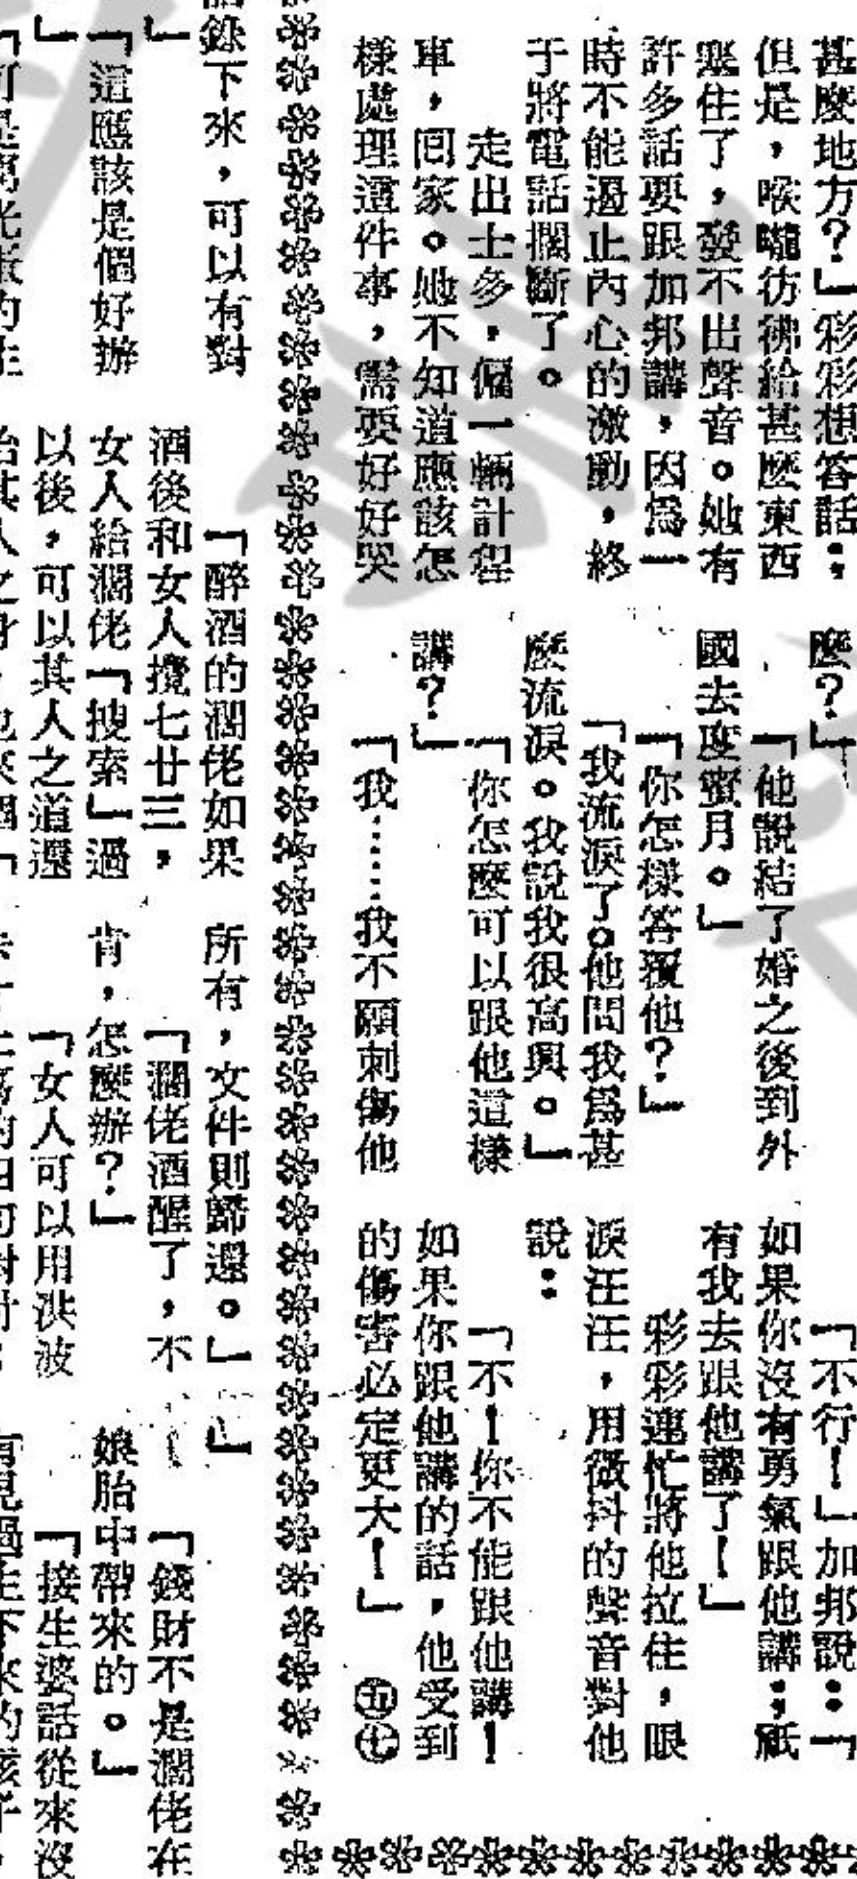 甚麼地方?」彩彩想答話;
但是,喉嚨彷彿給甚麼東西
塞住了,發不出聲音。她有
許多話要跟加邦講,因爲一
時不能遏止內心的激動,終
于將電話擱斷了。
走出士多,僱一輛計程
車,回家。她不知道應該怎
樣處理這件事,需要好好哭
麼?」
「他說結了婚之後到外
國去度蜜月。」
「你怎樣答覆他?」
「我流淚了。他問我爲甚
麼流淚。我說我很高興。」
「你怎麼可以跟他這樣
講?」
「我……我不願刺傷他
「不行!」加邦說:「
如果你沒有勇氣跟他講;祇
有我去跟他講了!」
彩彩連忙將他拉住,眼
淚汪汪,用微抖的聲音對他
說:
「不!你不能跟他講!
如果你跟他講的話,他受到
的傷害必定更大!」 ㊄㊆
錄下來,可以有對
」
「這應該是個好辦
「醉酒的濶佬如果
酒後和女人攪七廿三,
女人給濶佬「搜索」過
以後,可以其人之道還
所有,文件則歸還。」
「濶佬酒醒了,不
肯,怎麼辦?」
「女人可以用洪波
」
「錢財不是濶佬在
娘胎中帶來的。」
「接生婆話從來沒